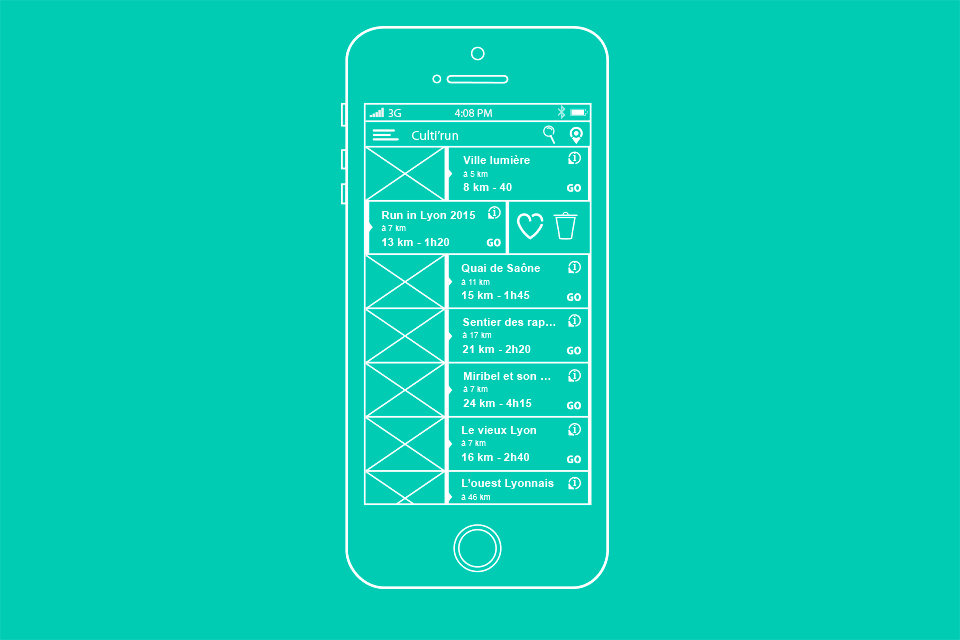 3G 4:08 PM
Culti'run
Ville lumière
à 5 km
8 km - 40
GO
Run in Lyon 2015
à 7 km
13 km - 1h20
GO
Quai de Saône
à 11 km
15 km - 1h45
GO
Sentier des rap...
à 17 km
21 km - 2h20
GO
Miribel et son ...
à 7 km
24 km - 4h15
GO
Le vieux Lyon
à 7 km
16 km - 2h40
GO
L'ouest Lyonnais
à 46 km